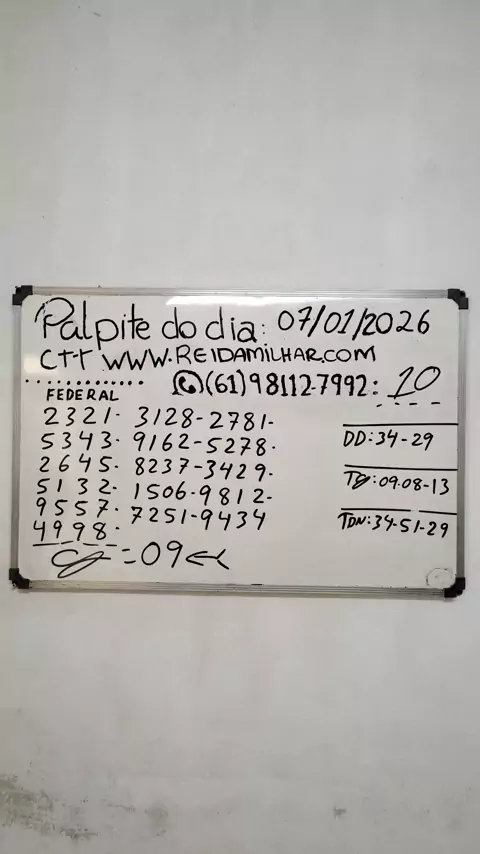 Palpite do dia: 07/01/2026
CTT WWW.REIDAMILHAR.COM
(61)98112-7992: 10
FEDERAL
2321. 3128-2781-
5343. 9162-5278.
2645. 8237-3429.
5132. 1506-9812-
9557. 7251-9434
4998.
= 09
DD:34-29
Tg:09.08-13
TDN:34-51-29